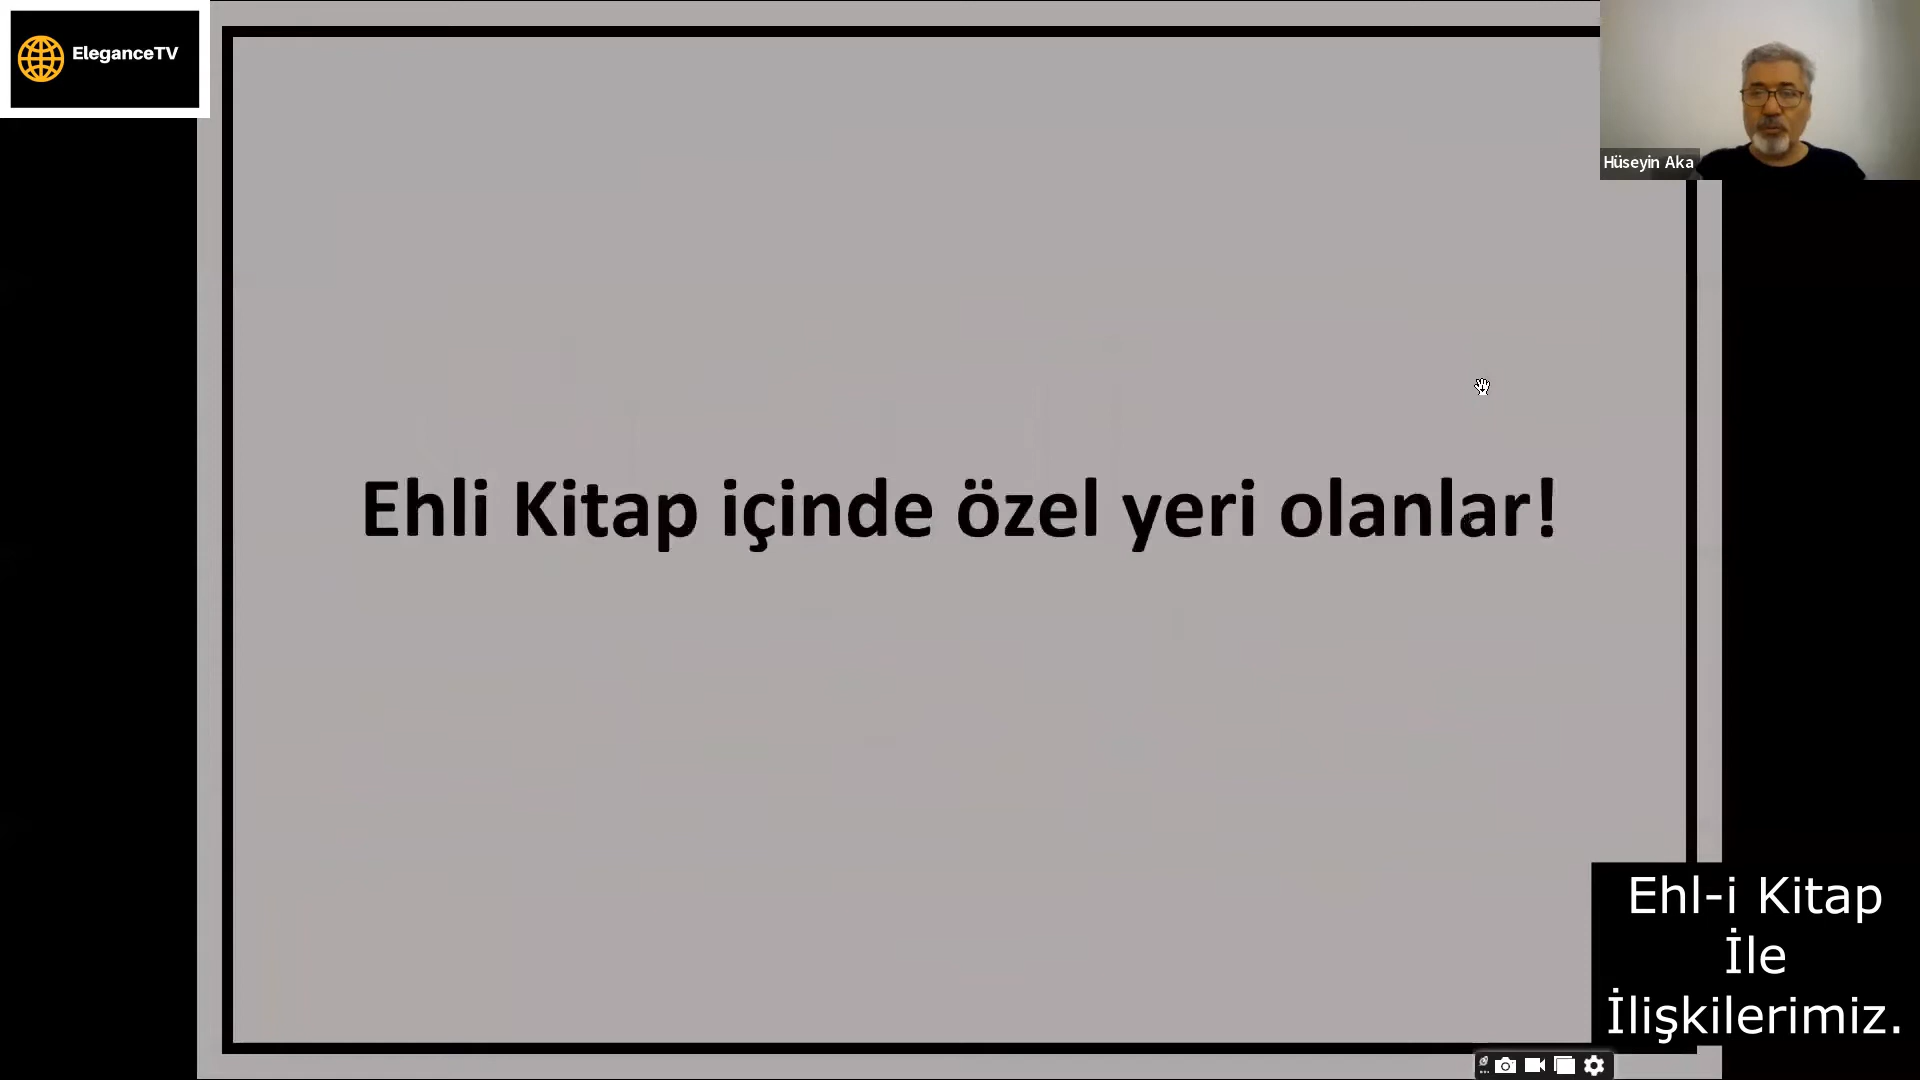 EleganceTV
Hüseyin Aka
Ehli Kitap içinde özel yeri olanlar!
Ehl-i Kitap
İle
İlişkilerimiz.